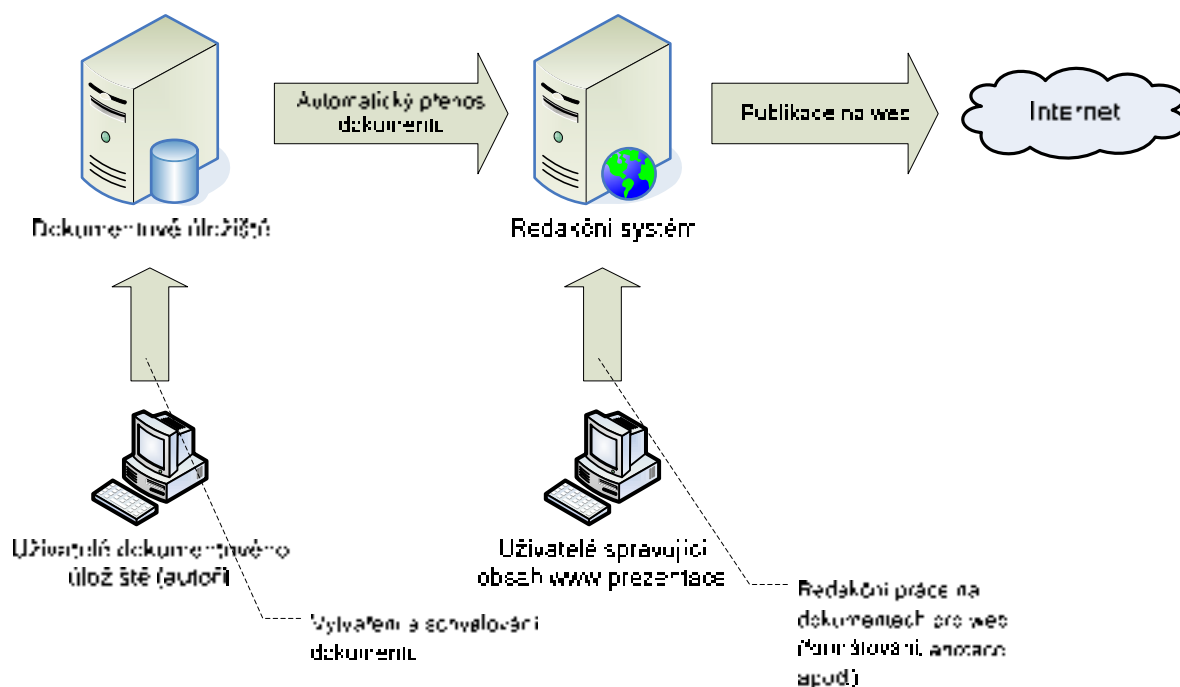 Automatický přenos
dokumentů
Publikace na web
Internet
Dokumentové úložiště
Redakční systém
Uživatelé dokumentového
úložiště (autoři)
Uživatelé spravující
obsah www prezentace
Vytváření a schvalování
dokumentů
Redakční práce na
dokumentech pro web
(formátování, anotace
apod.)